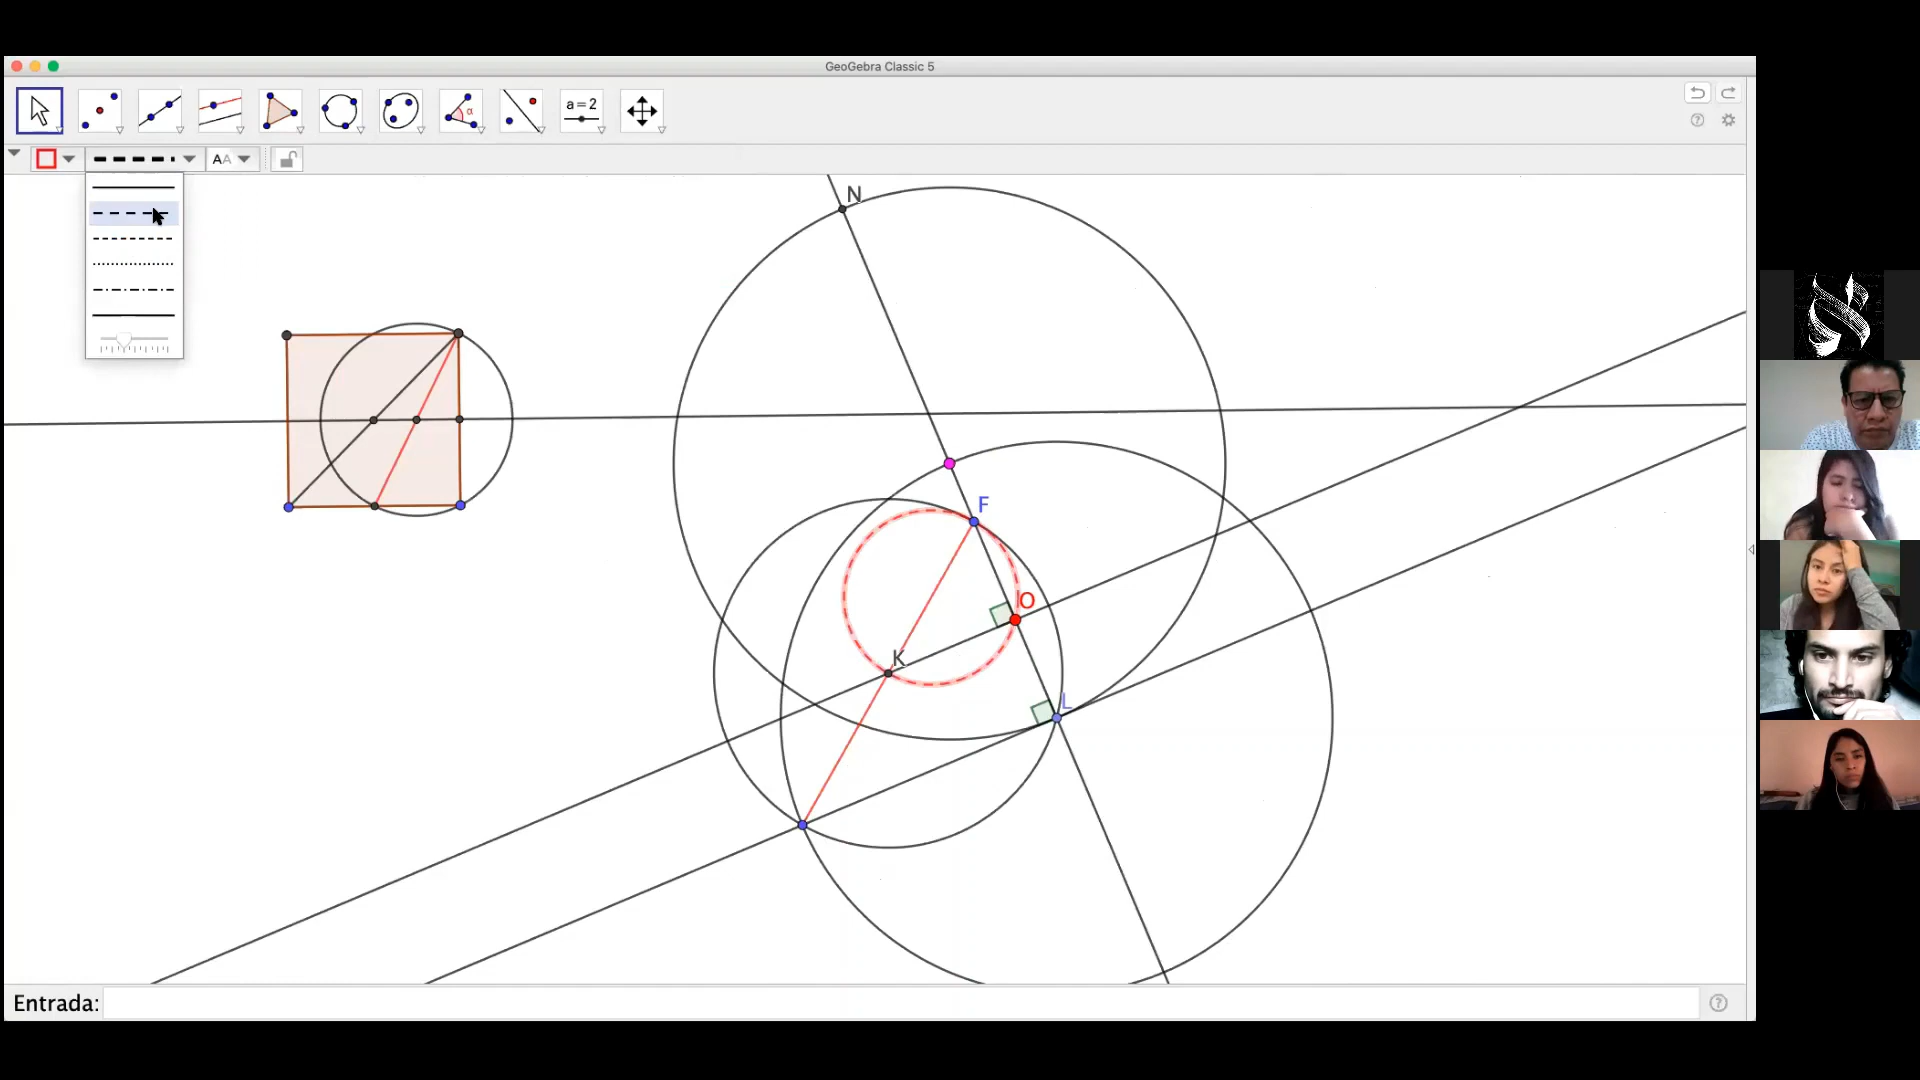 GeoGebra Classic 5
α
a=2
AA
N
F
O
K
L
Entrada: